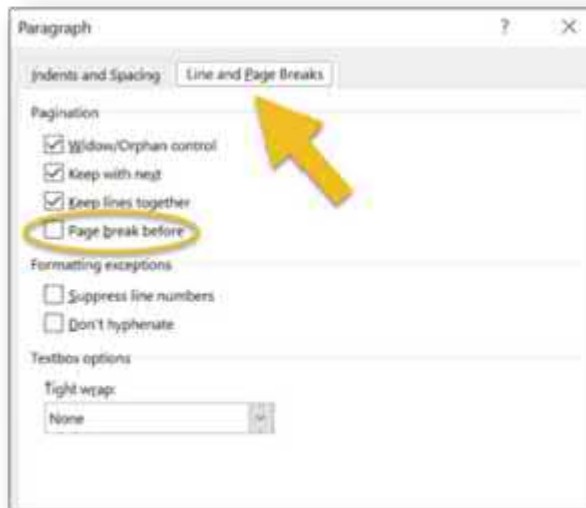 Paragraph ? ×
Indents and Spacing Line and Page Breaks
Pagination
Widow/Orphan control
Keep with next
Keep lines together
Page break before
Formatting exceptions
Suppress line numbers
Don't hyphenate
Textbox options
Tight wrap:
None